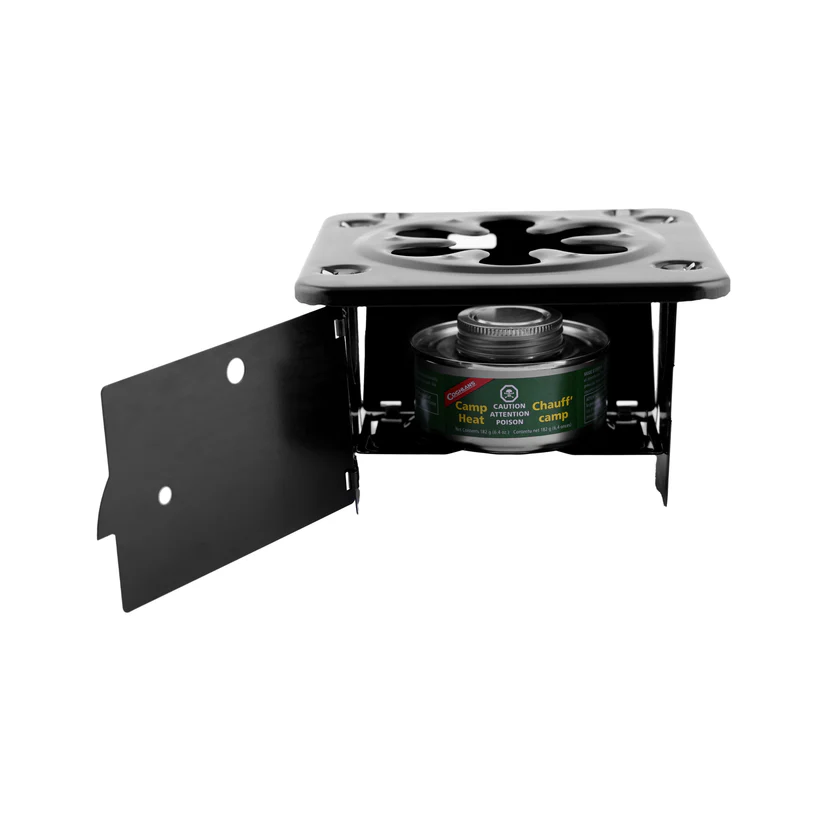 COGHLAN'S
Camp
Heat
CAUTION
ATTENTION
POISON
Chauff'
camp
Net Contents 182 g (6.4 oz.) Contenu net 182 g (6.4 onces)